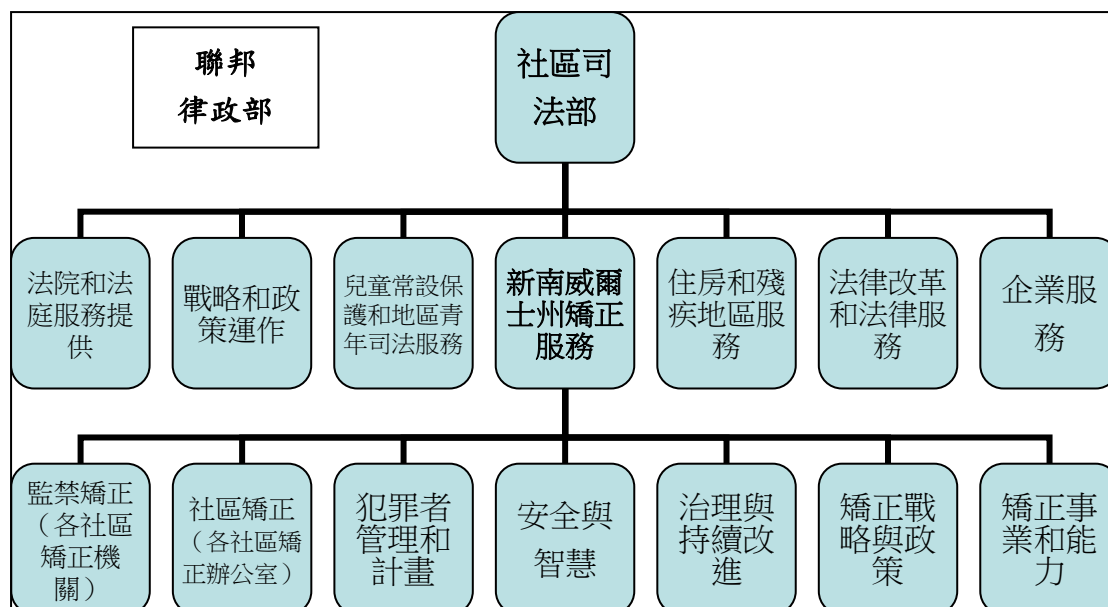 聯邦
律政部
社區司
法部
法院和法
庭服務提
供
戰略和政
策運作
兒童常設保
護和地區青
年司法服務
新南威爾
士州矯正
服務
住房和殘
疾地區服
務
法律改革
和法律服
務
企業服
務
監禁矯正
（各社區
矯正機
關）
社區矯正
（各社區矯
正辦公室）
犯罪者
管理和
計畫
安全與
智慧
治理與
持續改
進
矯正戰
略與政
策
矯正事
業和能
力